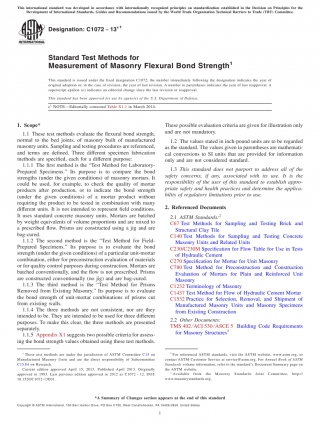 This international standard was developed in accordance with internationally recognized principles on standardization established in the Decision on Principles for the
Development of International Standards, Guides and Recommendations issued by the World Trade Organization Technical Barriers to Trade (TBT) Committee.
Designation: C1072 − 13ε1
Standard Test Methods for
Measurement of Masonry Flexural Bond Strength1
This standard is issued under the fixed designation C1072; the number immediately following the designation indicates the year of
original adoption or, in the case of revision, the year of last revision. A number in parentheses indicates the year of last reapproval. A
superscript epsilon (ε) indicates an editorial change since the last revision or reapproval.
This standard has been approved for use by agencies of the U.S. Department of Defense.
ε1 NOTE—Editorially corrected Table X1.1 in March 2014.
1. Scope*
1.1 These test methods evaluate the flexural bond strength,
normal to the bed joints, of masonry built of manufactured
masonry units. Sampling and testing procedures are referenced,
and terms defined. Three different specimen fabrication
methods are specified, each for a different purpose:
1.1.1 The first method is the “Test Method for Laboratory-
Prepared Specimens.” Its purpose is to compare the bond
strengths (under the given conditions) of masonry mortars. It
could be used, for example, to check the quality of mortar
products after production, or to indicate the bond strength
(under the given conditions) of a mortar product without
requiring the product to be tested in combination with many
different units. It is not intended to represent field conditions.
It uses standard concrete masonry units. Mortars are batched
by weight equivalents of volume proportions and are mixed to
a prescribed flow. Prisms are constructed using a jig and are
bag-cured.
1.1.2 The second method is the “Test Method for Field-
Prepared Specimens.” Its purpose is to evaluate the bond
strength (under the given conditions) of a particular unit-mortar
combination, either for preconstruction evaluation of materials
or for quality control purposes during construction. Mortars are
batched conventionally, and the flow is not prescribed. Prisms
are constructed conventionally (no jig) and are bag-cured.
1.1.3 The third method is the “Test Method for Prisms
Removed from Existing Masonry.” Its purpose is to evaluate
the bond strength of unit-mortar combinations of prisms cut
from existing walls.
1.1.4 The three methods are not consistent, nor are they
intended to be. They are intended to be used for three different
purposes. To make this clear, the three methods are presented
separately.
1.1.5 Appendix X1 suggests two possible criteria for assess-
ing the bond strength values obtained using these test methods.
1 These test methods are under the jurisdiction of ASTM Committee C15 on
Manufactured Masonry Units and are the direct responsibility of Subcommittee
C15.04 on Research.
Current edition approved April 15, 2013. Published April 2013. Originally
approved in 1993. Last previous edition approved in 2012 as C1072 – 12. DOI:
10.1520/C1072-13E01.
These possible evaluation criteria are given for illustration only
and are not mandatory.
1.2 The values stated in inch-pound units are to be regarded
as the standard. The values given in parentheses are mathemati-
cal conversions to SI units that are provided for information
only and are not considered standard.
1.3 This standard does not purport to address all of the
safety concerns, if any, associated with its use. It is the
responsibility of the user of this standard to establish appro-
priate safety and health practices and determine the applica-
bility of regulatory limitations prior to use.
2. Referenced Documents
2.1 ASTM Standards:2
C67 Test Methods for Sampling and Testing Brick and
Structural Clay Tile
C140 Test Methods for Sampling and Testing Concrete
Masonry Units and Related Units
C230/C230M Specification for Flow Table for Use in Tests
of Hydraulic Cement
C270 Specification for Mortar for Unit Masonry
C780 Test Method for Preconstruction and Construction
Evaluation of Mortars for Plain and Reinforced Unit
Masonry
C1232 Terminology of Masonry
C1437 Test Method for Flow of Hydraulic Cement Mortar
C1532 Practice for Selection, Removal, and Shipment of
Manufactured Masonry Units and Masonry Specimens
from Existing Construction
2.2 Other Documents:
TMS 402/ACI 530/ASCE 5 Building Code Requirements
for Masonry Structures3
2 For referenced ASTM standards, visit the ASTM website, www.astm.org, or
contact ASTM Customer Service at service@astm.org. For Annual Book of ASTM
Standards volume information, refer to the standard's Document Summary page on
the ASTM website.
3 Available from the Masonry Standards Joint Committee, http://
www.masonrystandards.org.
*A Summary of Changes section appears at the end of this standard
Copyright © ASTM International, 100 Barr Harbor Drive, PO Box C700, West Conshohocken, PA 19428-2959. United States
1